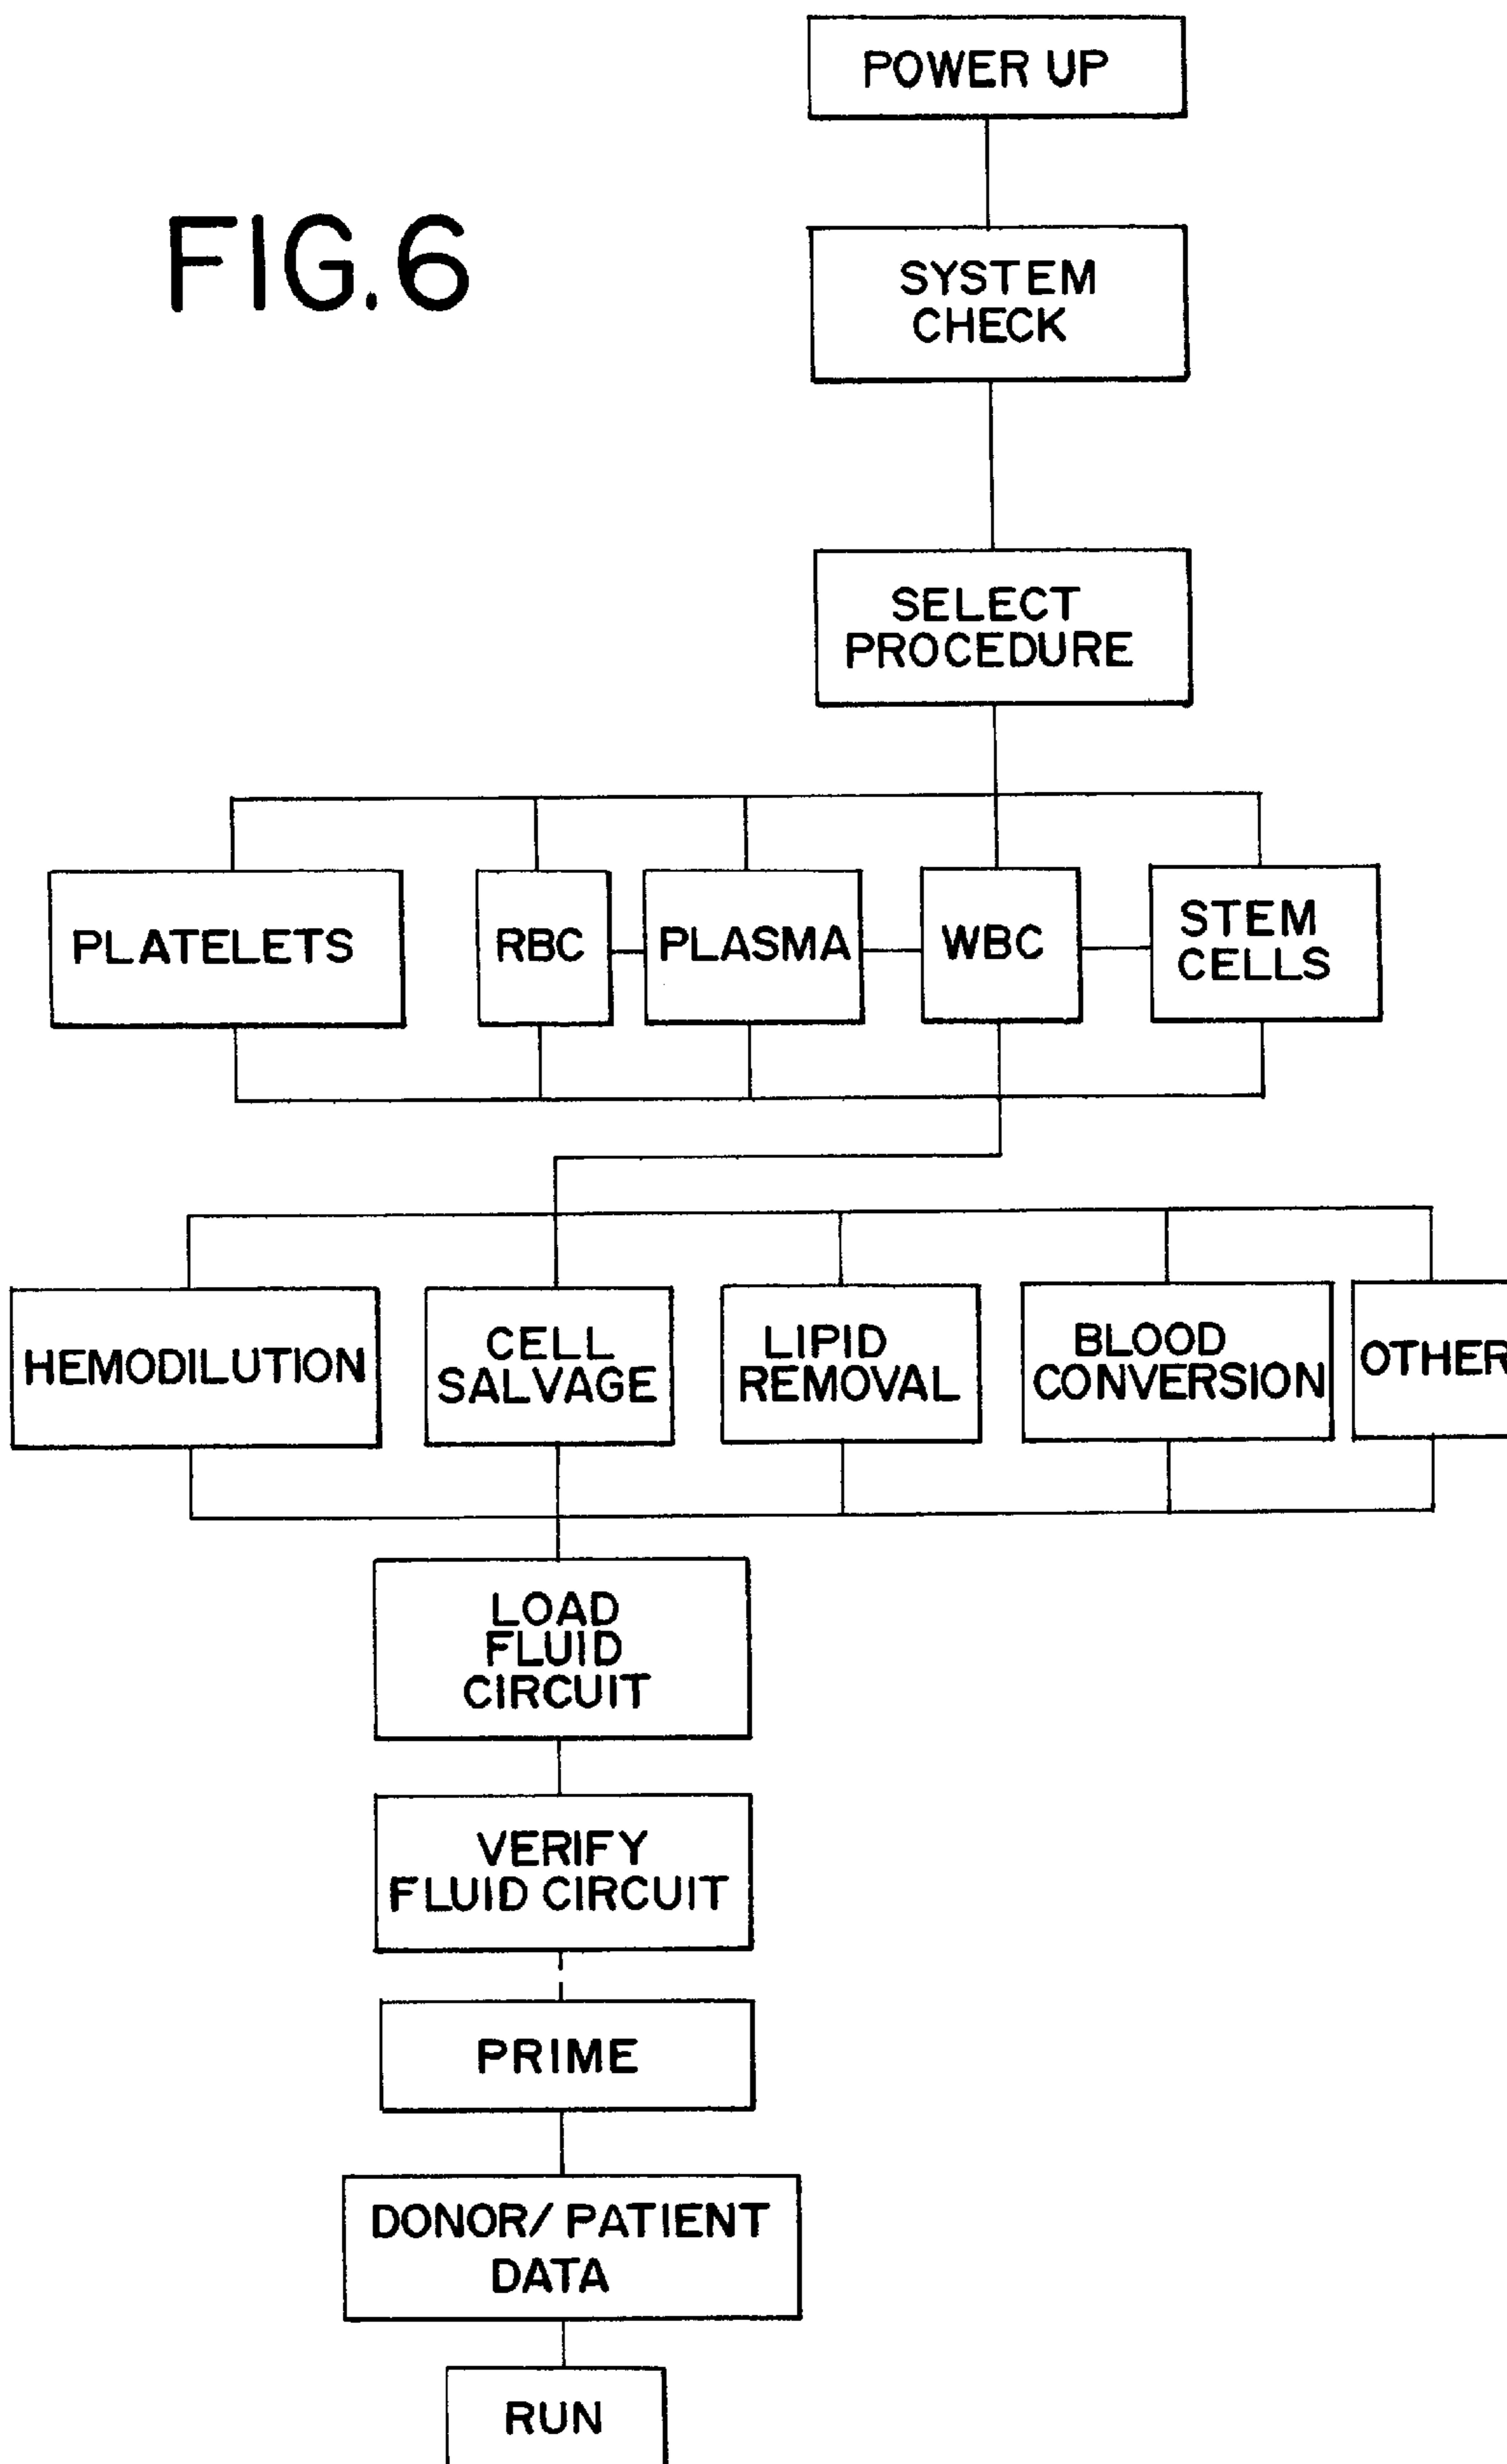 FIG.6
POWER UP
SYSTEM
CHECK
SELECT
PROCEDURE
PLATELETS
RBC
PLASMA
WBC
STEM
CELLS
HEMODILUTION
CELL
SALVAGE
LIPID
REMOVAL
BLOOD
CONVERSION
OTHER
LOAD
FLUID
CIRCUIT
VERIFY
FLUID CIRCUIT
PRIME
DONOR/ PATIENT
DATA
RUN